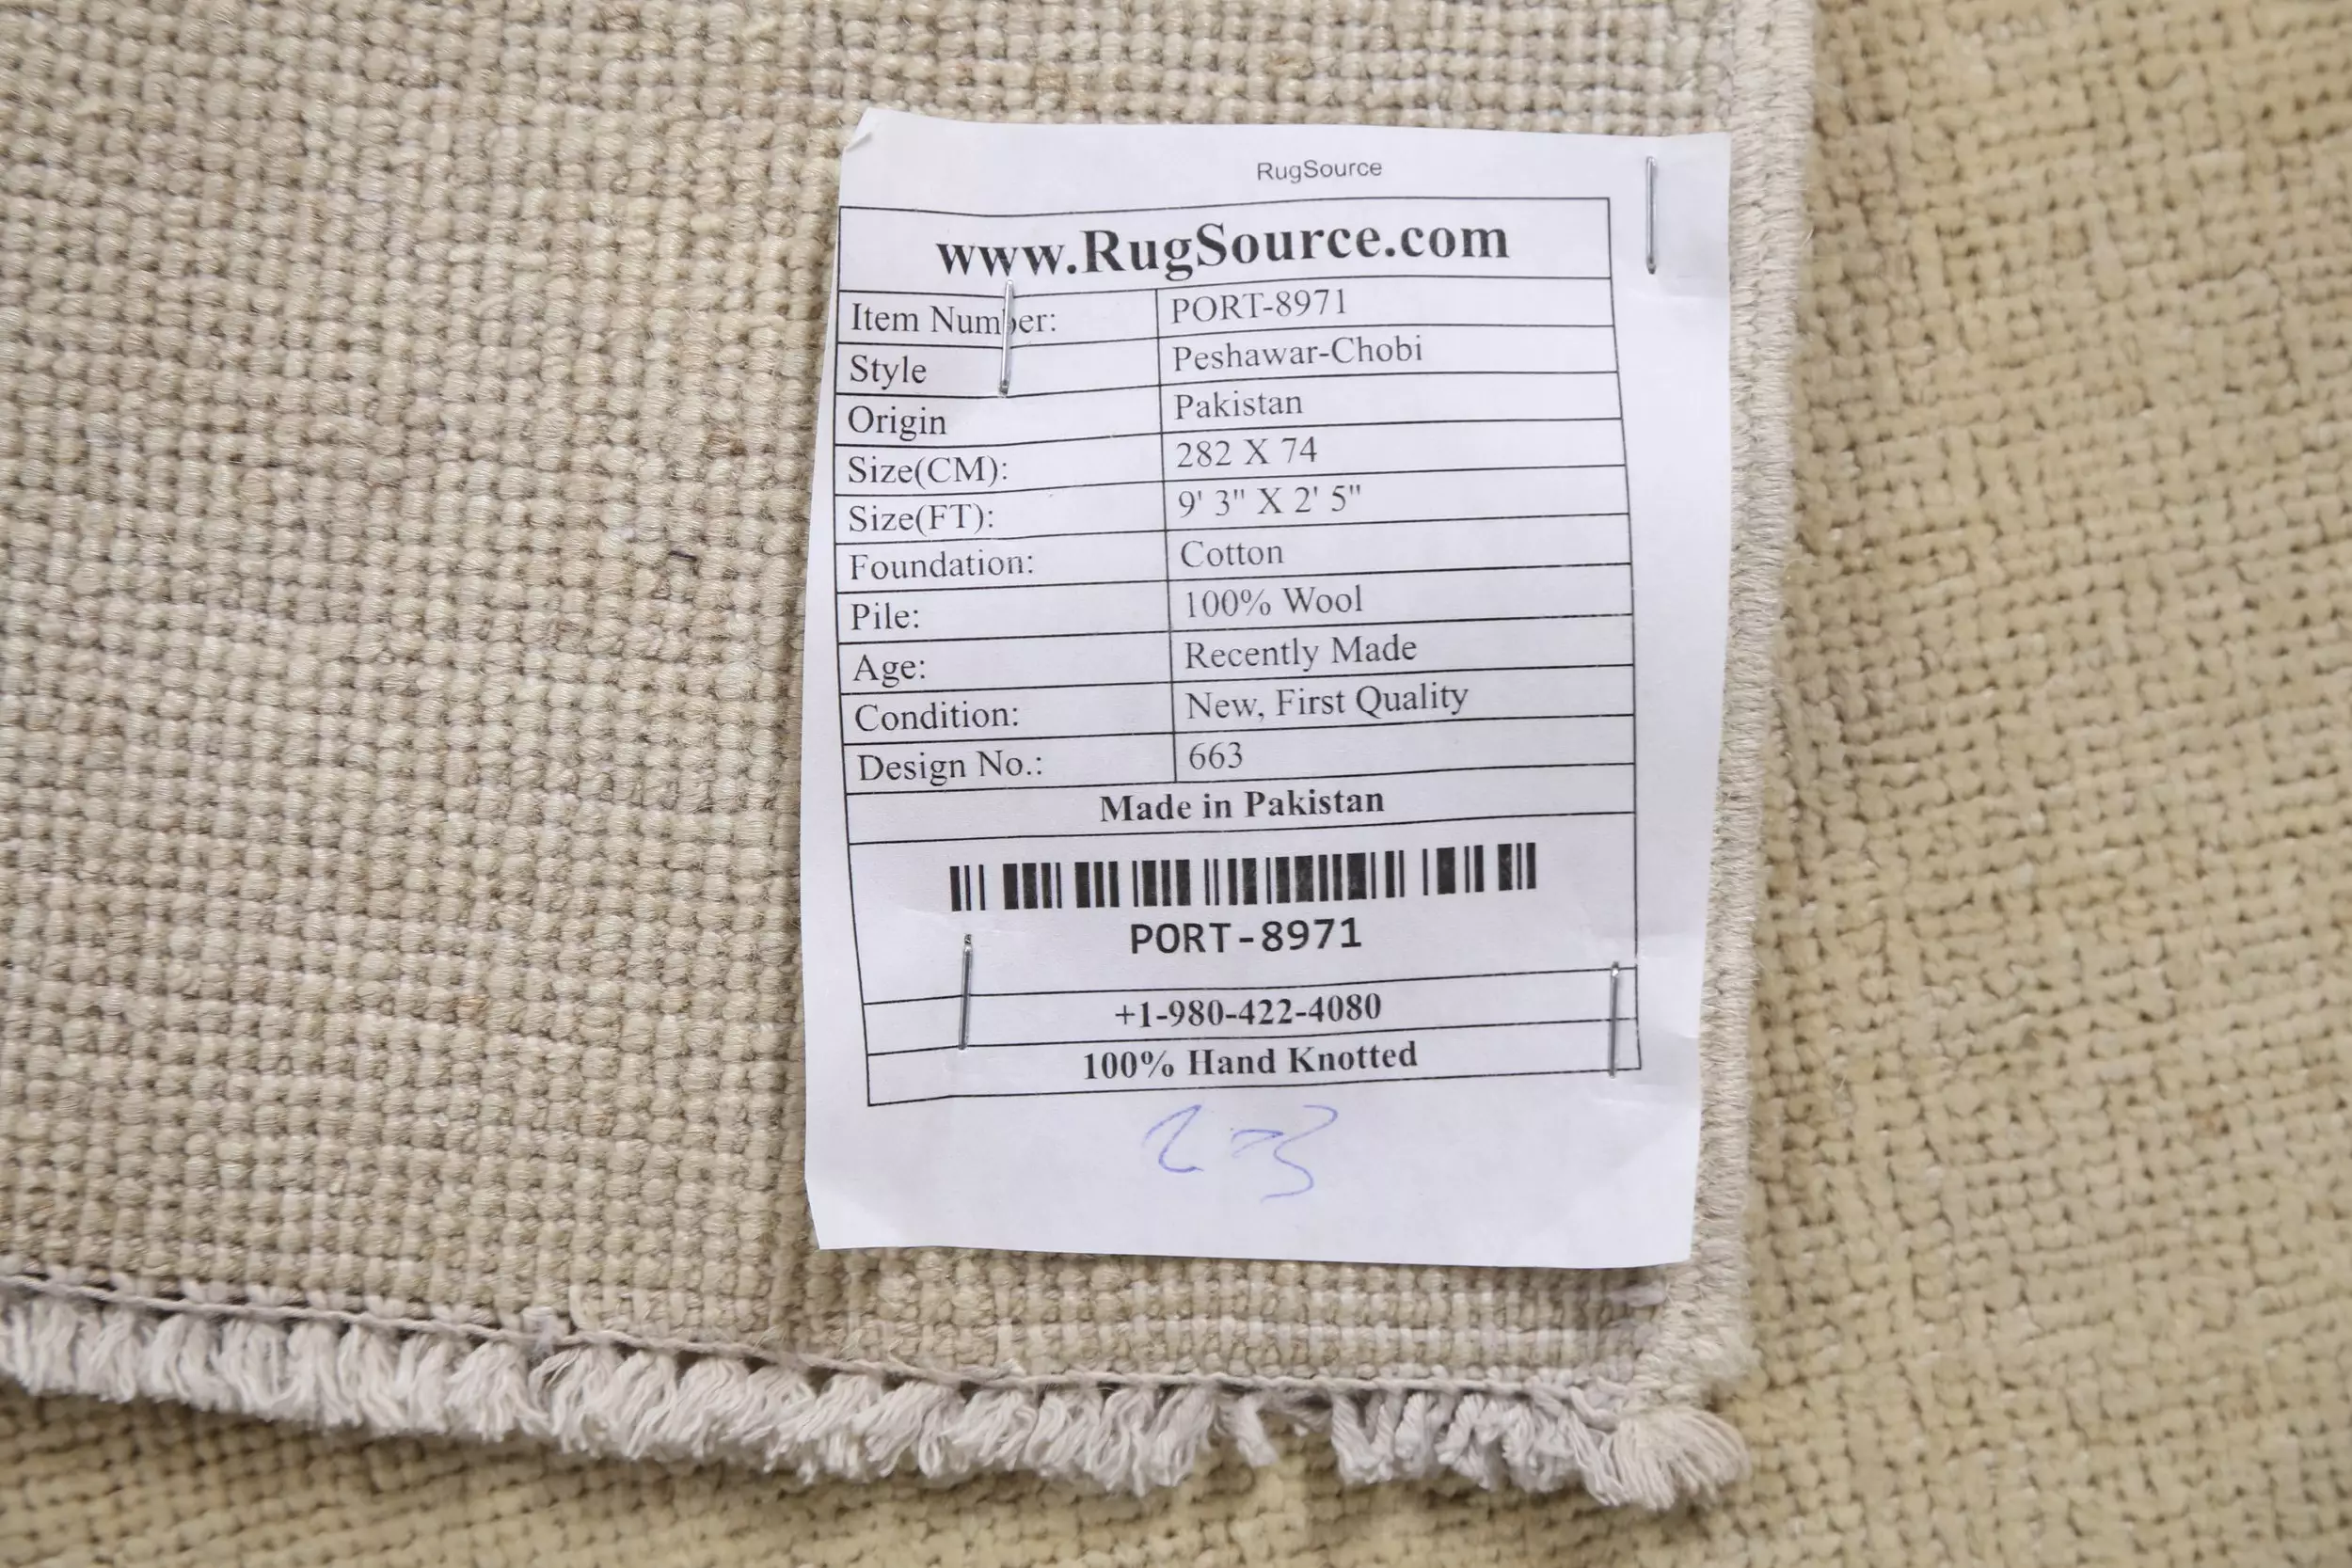 RugSource
www.RugSource.com
Item Number: PORT-8971
Style Peshawar-Chobi
Origin Pakistan
Size(CM): 282 X 74
Size(FT): 9' 3" X 2' 5"
Foundation: Cotton
Pile: 100% Wool
Age: Recently Made
Condition: New, First Quality
Design No.: 663
Made in Pakistan
PORT-8971
+1-980-422-4080
100% Hand Knotted